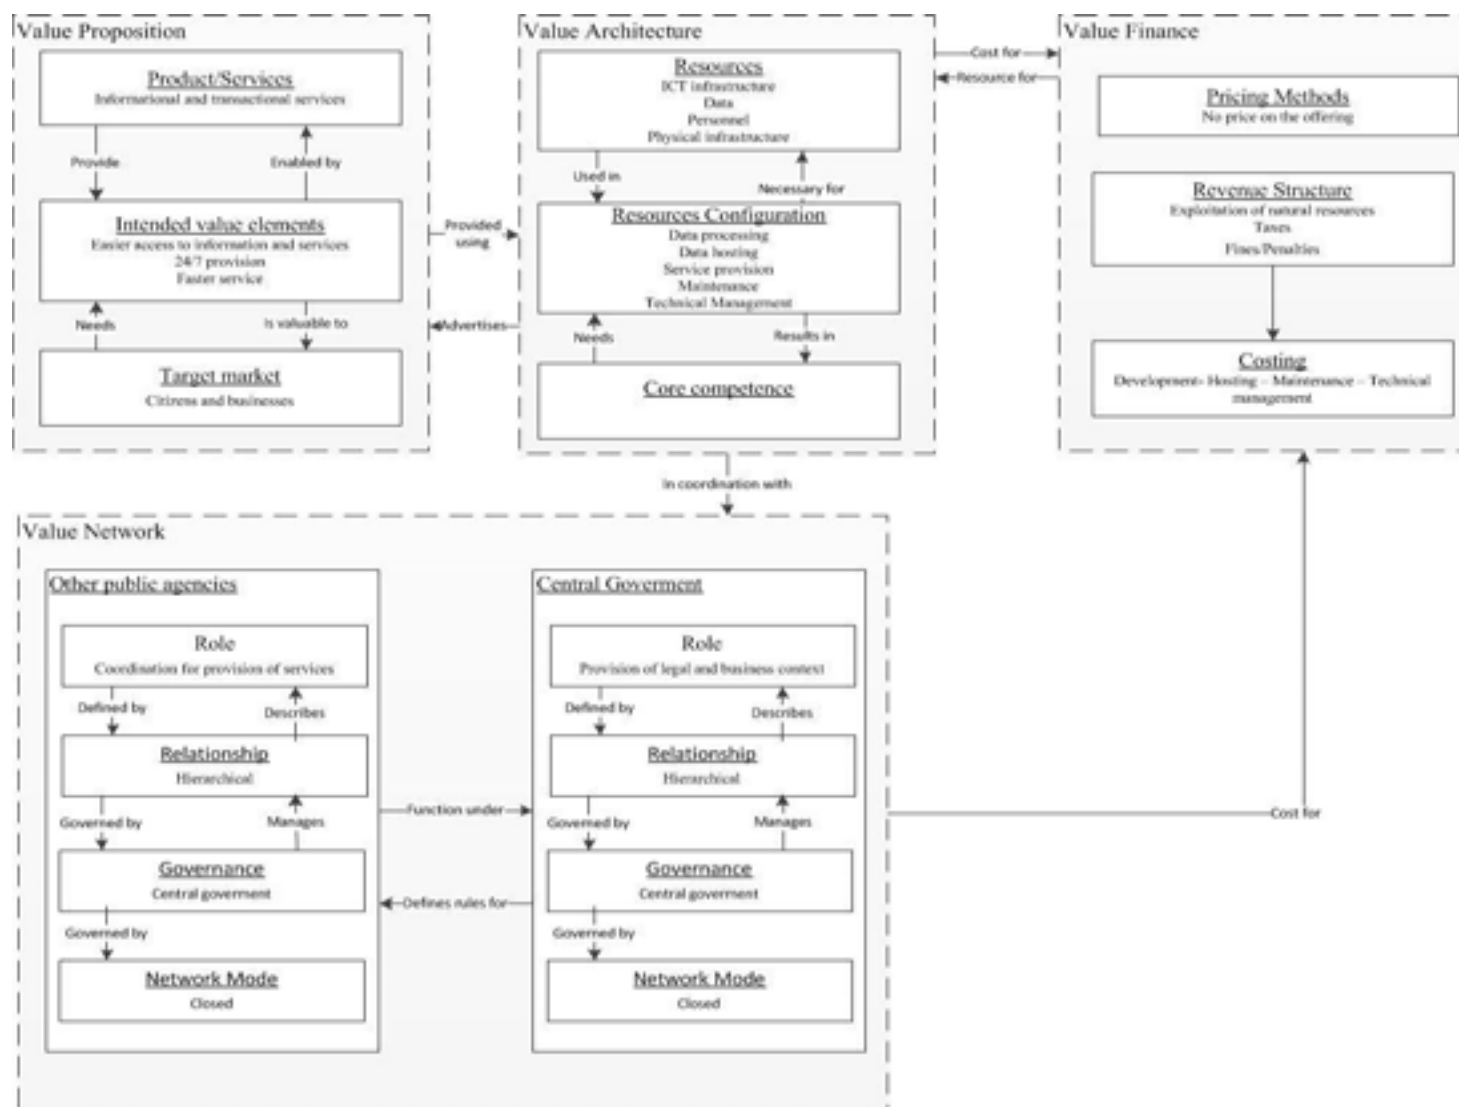 Value Proposition
Product/Services
Informational and transactional services
Provide
Enabled by
Intended value elements
Easier access to information and services
24/7 provision
Faster service
Needs
Is valuable to
Target market
Citizens and businesses
Provided
using
Advertises
Value Architecture
Resources
ICT infrastructure
Data
Personnel
Physical infrastructure
Used in
Necessary for
Resources Configuration
Data processing
Data hosting
Service provision
Maintenance
Technical Management
Needs
Results in
Core competence
Cost for
Resource for
Value Finance
Pricing Methods
No price on the offering
Revenue Structure
Exploitation of natural resources
Taxes
Fines/Penalties
Costing
Development- Hosting – Maintenance – Technical
management
In coordination with
Value Network
Other public agencies
Role
Coordination for provision of services
Defined by
Describes
Relationship
Hierarchical
Governed by
Manages
Governance
Central goverment
Governed by
Network Mode
Closed
Function under
Defines rules for
Central Goverment
Role
Provision of legal and business context
Defined by
Describes
Relationship
Hierarchical
Governed by
Manages
Governance
Central goverment
Governed by
Network Mode
Closed
Cost for